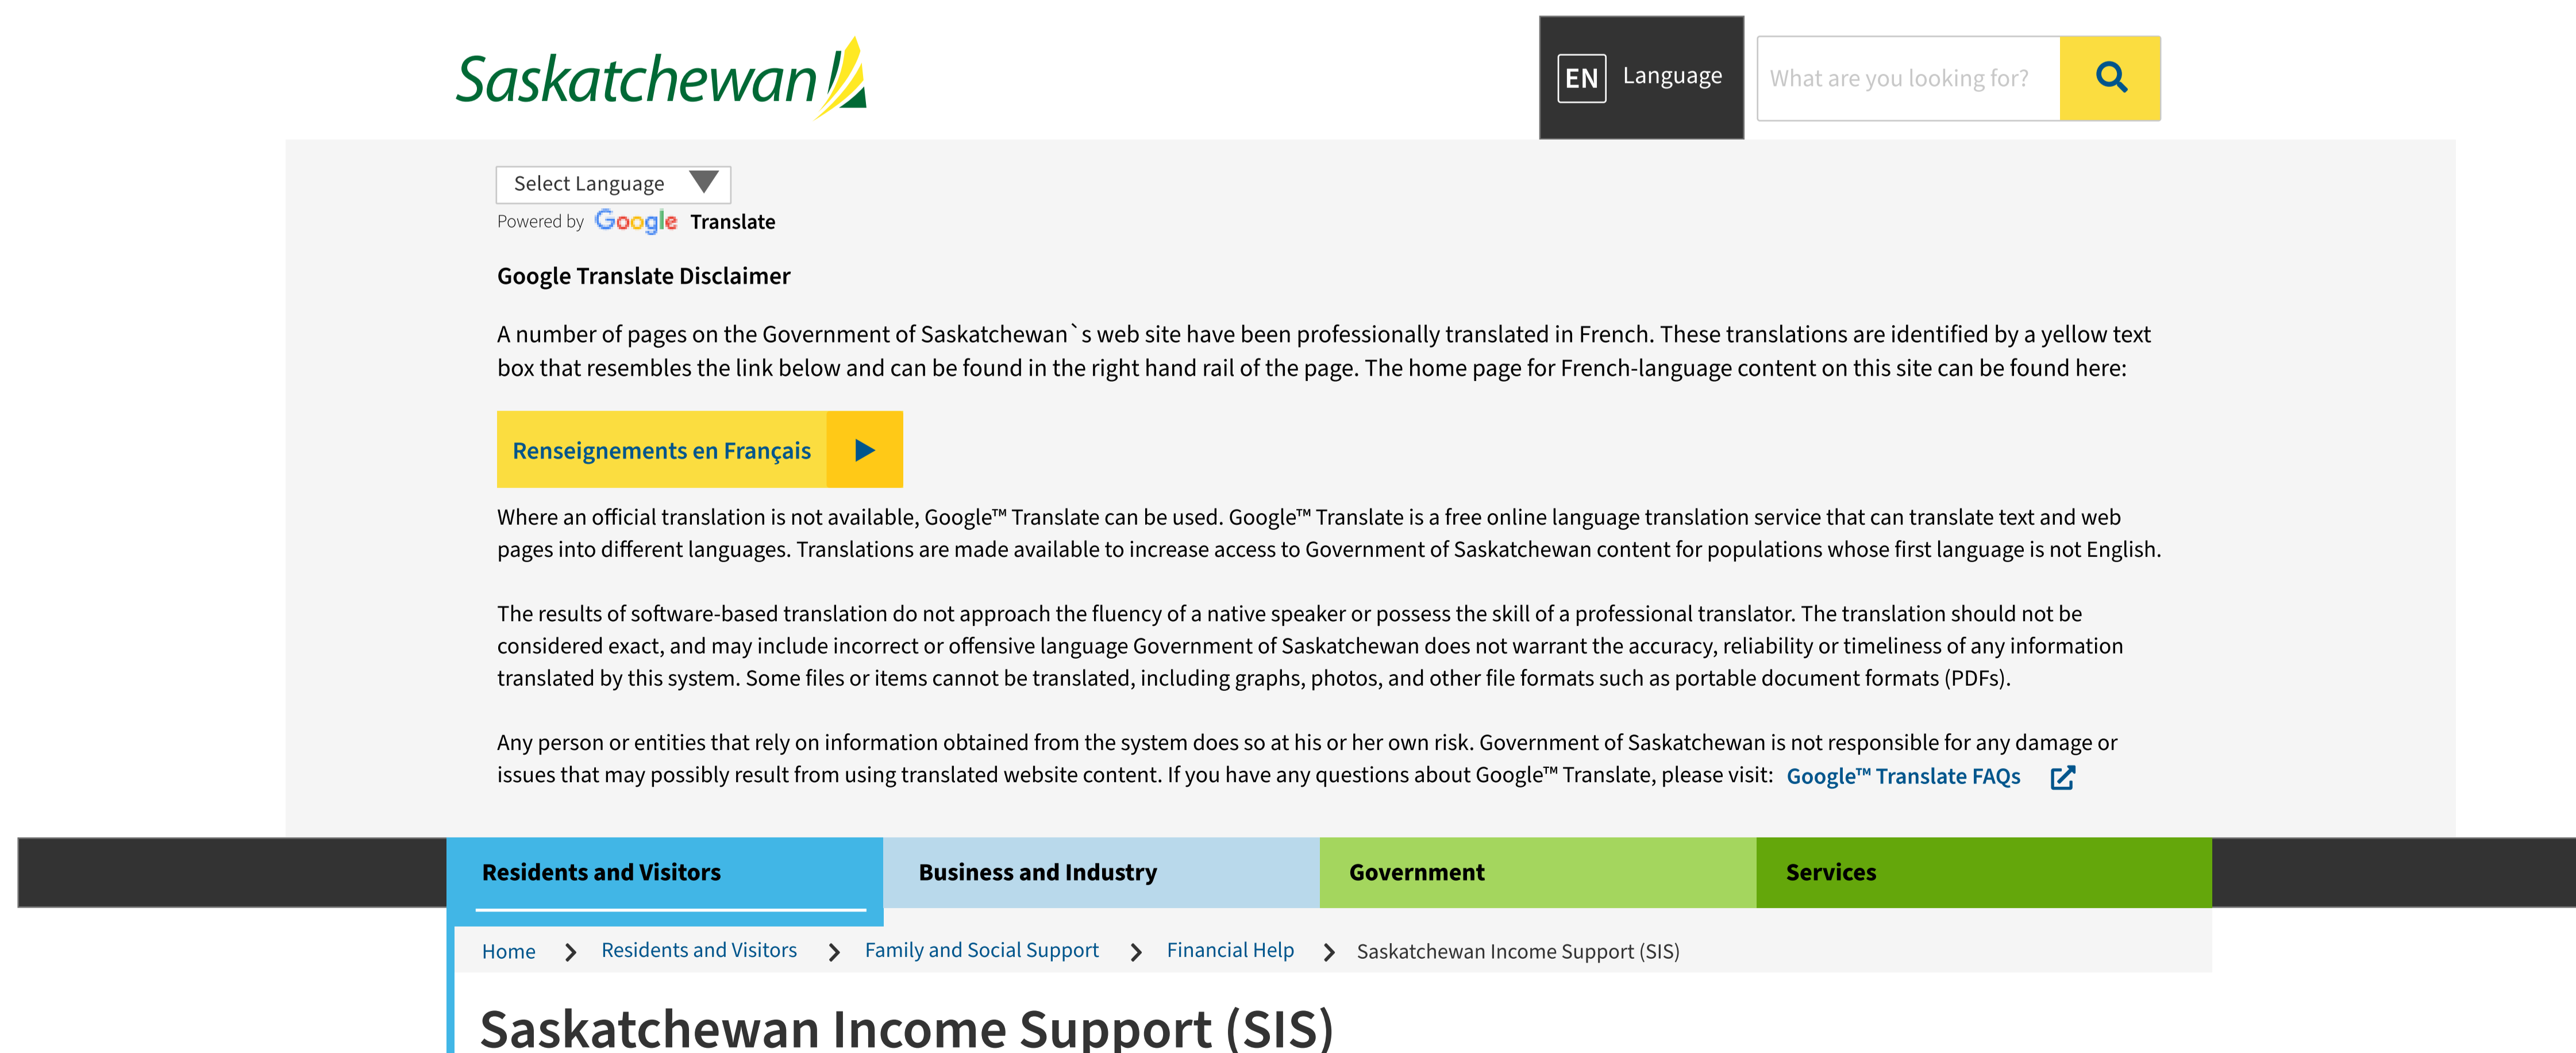 Saskatchewan
EN Language
What are you looking for?
Select Language
Powered by Google Translate
Google Translate Disclaimer
A number of pages on the Government of Saskatchewan`s web site have been professionally translated in French. These translations are identified by a yellow text
box that resembles the link below and can be found in the right hand rail of the page. The home page for French-language content on this site can be found here:
Renseignements en Français
Where an official translation is not available, Google™ Translate can be used. Google™ Translate is a free online language translation service that can translate text and web
pages into different languages. Translations are made available to increase access to Government of Saskatchewan content for populations whose first language is not English.
The results of software-based translation do not approach the fluency of a native speaker or possess the skill of a professional translator. The translation should not be
considered exact, and may include incorrect or offensive language Government of Saskatchewan does not warrant the accuracy, reliability or timeliness of any information
translated by this system. Some files or items cannot be translated, including graphs, photos, and other file formats such as portable document formats (PDFs).
Any person or entities that rely on information obtained from the system does so at his or her own risk. Government of Saskatchewan is not responsible for any damage or
issues that may possibly result from using translated website content. If you have any questions about Google™ Translate, please visit: Google™ Translate FAQs
Residents and Visitors Business and Industry Government Services
Home Residents and Visitors Family and Social Support Financial Help Saskatchewan Income Support (SIS)
Saskatchewan Income Support (SIS)